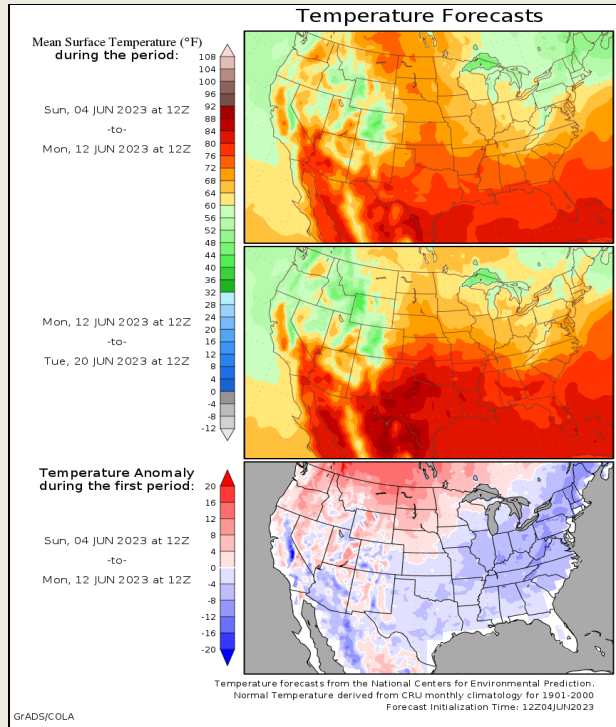 Temperature Forecasts
Mean Surface Temperature (°F)
during the period:
Sun, 04 JUN 2023 at 12Z
-to-
Mon, 12 JUN 2023 at 12Z
108
104
100
96
92
88
84
80
76
72
68
64
60
56
52
48
44
40
36
32
28
24
20
16
12
8
4
0
-4
-8
-12
Mon, 12 JUN 2023 at 12Z
-to-
Tue, 20 JUN 2023 at 12Z
Temperature Anomaly
during the first period:
Sun, 04 JUN 2023 at 12Z
-to-
Mon, 12 JUN 2023 at 12Z
20
16
12
8
4
0
-4
-8
-12
-16
-20
Temperature forecasts from the National Centers for Environmental Prediction.
Normal Temperature derived from CRU monthly climatology for 1901-2000
Forecast Initialization Time: 12Z04JUN2023
GrADS/COLA